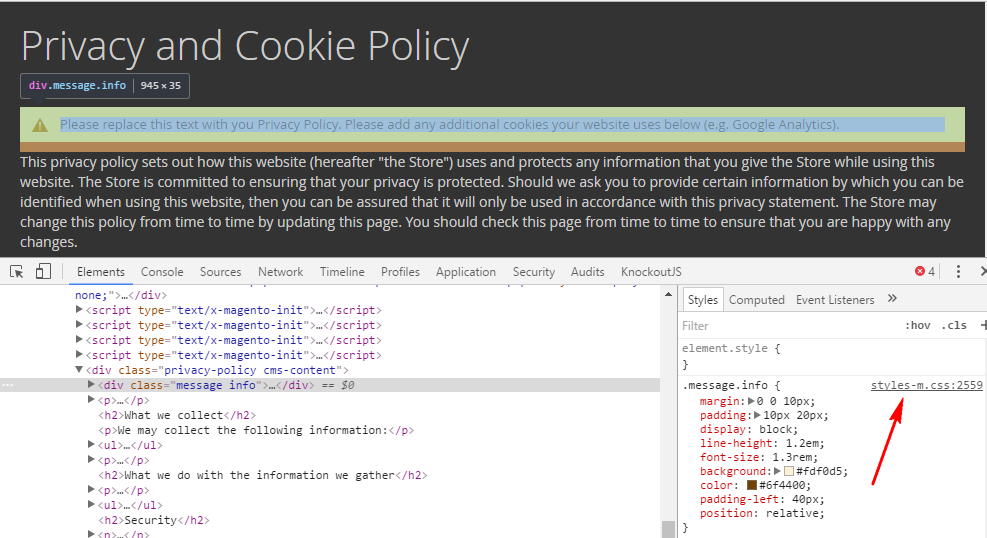 Privacy and Cookie Policy
div.message.info 945 × 35
Please replace this text with you Privacy Policy. Please add any additional cookies your website uses below (e.g. Google Analytics).
This privacy policy sets out how this website (hereafter "the Store") uses and protects any information that you give the Store while using this
website. The Store is committed to ensuring that your privacy is protected. Should we ask you to provide certain information by which you can be
identified when using this website, then you can be assured that it will only be used in accordance with this privacy statement. The Store may
change this policy from time to time by updating this page. You should check this page from time to time to ensure that you are happy with any
changes.
Elements Console Sources Network Timeline Profiles Application Security Audits KnockoutJS 4
none;">…</div>
<script type="text/x-magento-init">…</script>
<script type="text/x-magento-init">…</script>
<script type="text/x-magento-init">…</script>
<script type="text/x-magento-init">…</script>
<div class="privacy-policy cms-content">
… <div class="message info">…</div> == $0
<p>…</p>
<h2>What we collect</h2>
<p>We may collect the following information:</p>
<ul>…</ul>
<p>…</p>
<h2>What we do with the information we gather</h2>
<p>…</p>
<ul>…</ul>
<h2>Security</h2>
<p>…</p>
Styles Computed Event Listeners »
Filter :hov .cls +
element.style {
}
.message.info { styles-m.css:2559
margin: 0 0 10px;
padding: 10px 20px;
display: block;
line-height: 1.2em;
font-size: 1.3rem;
background: #fdf0d5;
color: #6f4400;
padding-left: 40px;
position: relative;
}